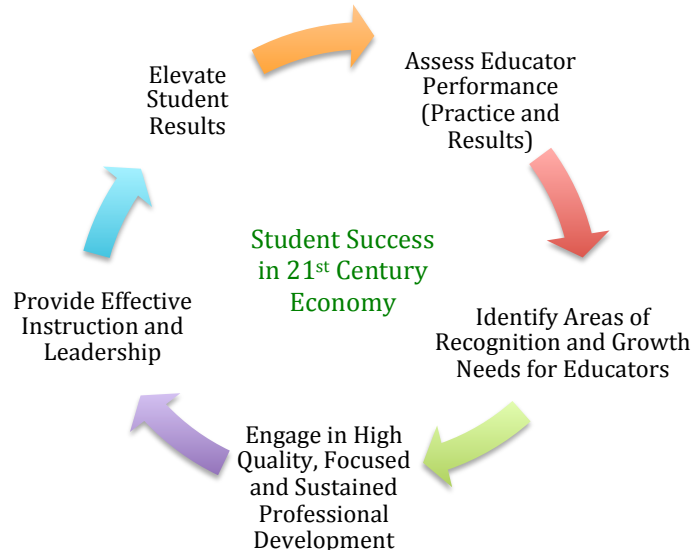 Elevate
Student
Results
Assess Educator
Performance
(Practice and
Results)
Student Success
in 21st Century
Economy
Provide Effective
Instruction and
Leadership
Identify Areas of
Recognition and Growth
Needs for Educators
Engage in High
Quality, Focused
and Sustained
Professional
Development